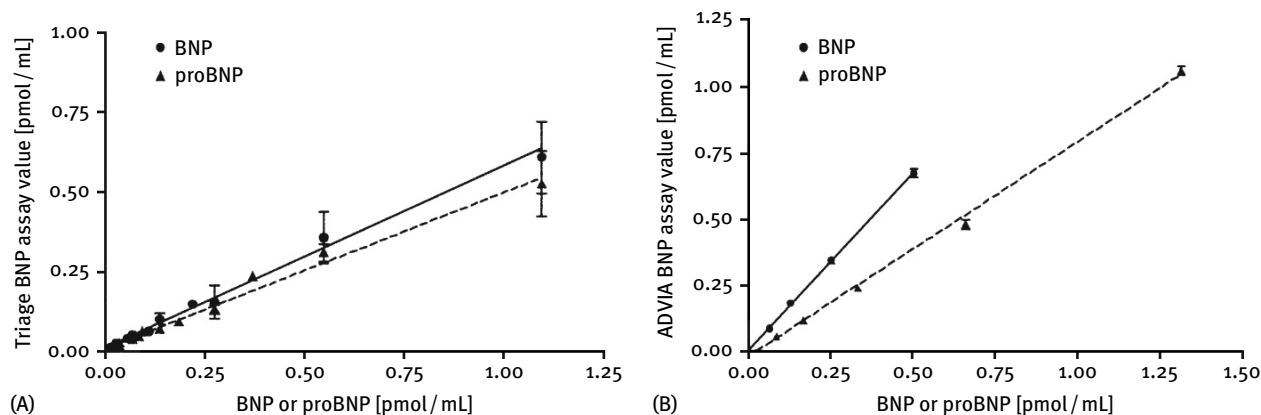 1.00
0.75
0.50
0.25
0.00
Triage BNP assay value [pmol / mL]
BNP
proBNP
0.00 0.25 0.50 0.75 1.00 1.25
BNP or proBNP [pmol / mL]
(A)
1.25
1.00
0.75
0.50
0.25
0.00
ADVIA BNP assay value [pmol / mL]
BNP
proBNP
0.00 0.25 0.50 0.75 1.00 1.25 1.50
BNP or proBNP [pmol / mL]
(B)